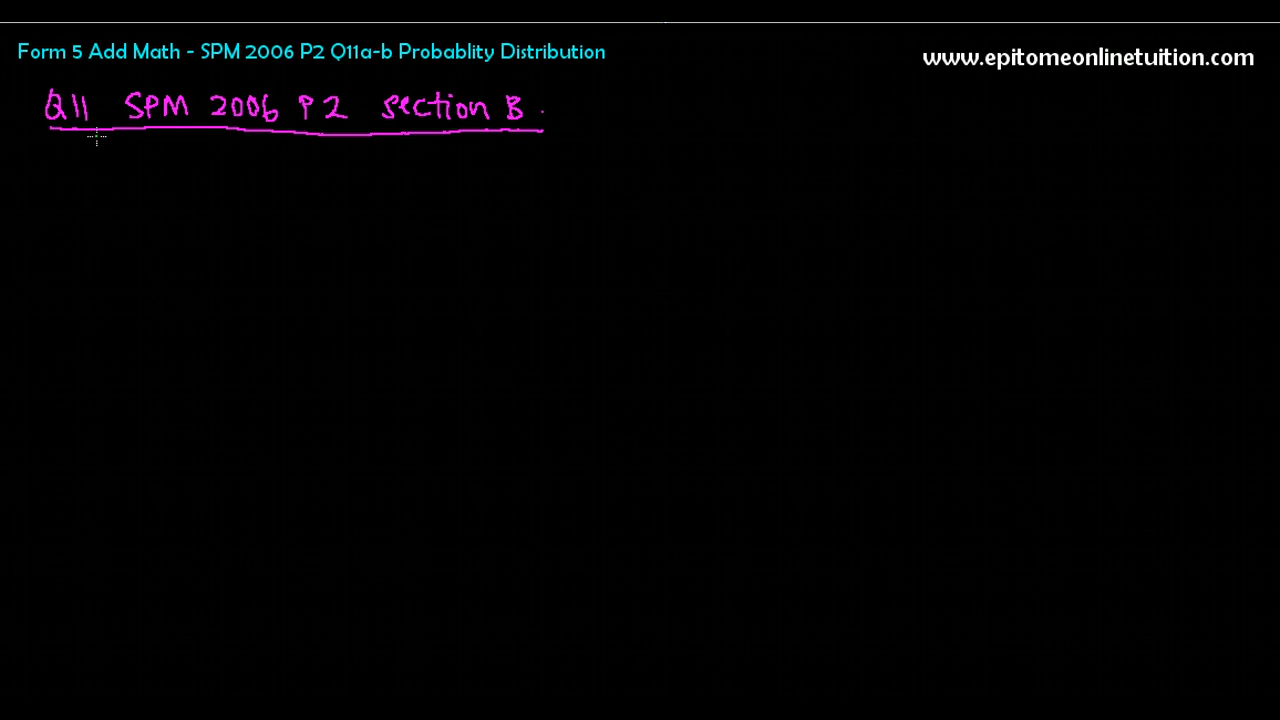 Form 5 Add Math - SPM 2006 P2 Q11a-b Probablity Distribution
www.epitomeonlinetuition.com
Q11 SPM 2006 P2 section B.